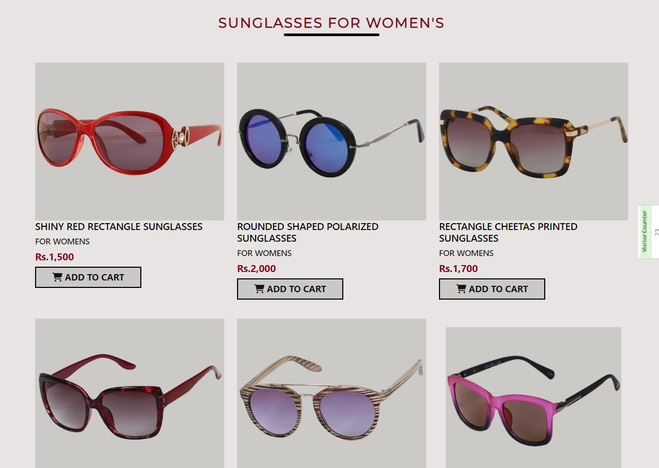 SUNGLASSES FOR WOMEN'S
SHINY RED RECTANGLE SUNGLASSES
FOR WOMENS
Rs.1,500
ADD TO CART
ROUNDED SHAPED POLARIZED
SUNGLASSES
FOR WOMENS
Rs.2,000
ADD TO CART
RECTANGLE CHEETAS PRINTED
SUNGLASSES
FOR WOMENS
Rs.1,700
ADD TO CART
Visitor Counter